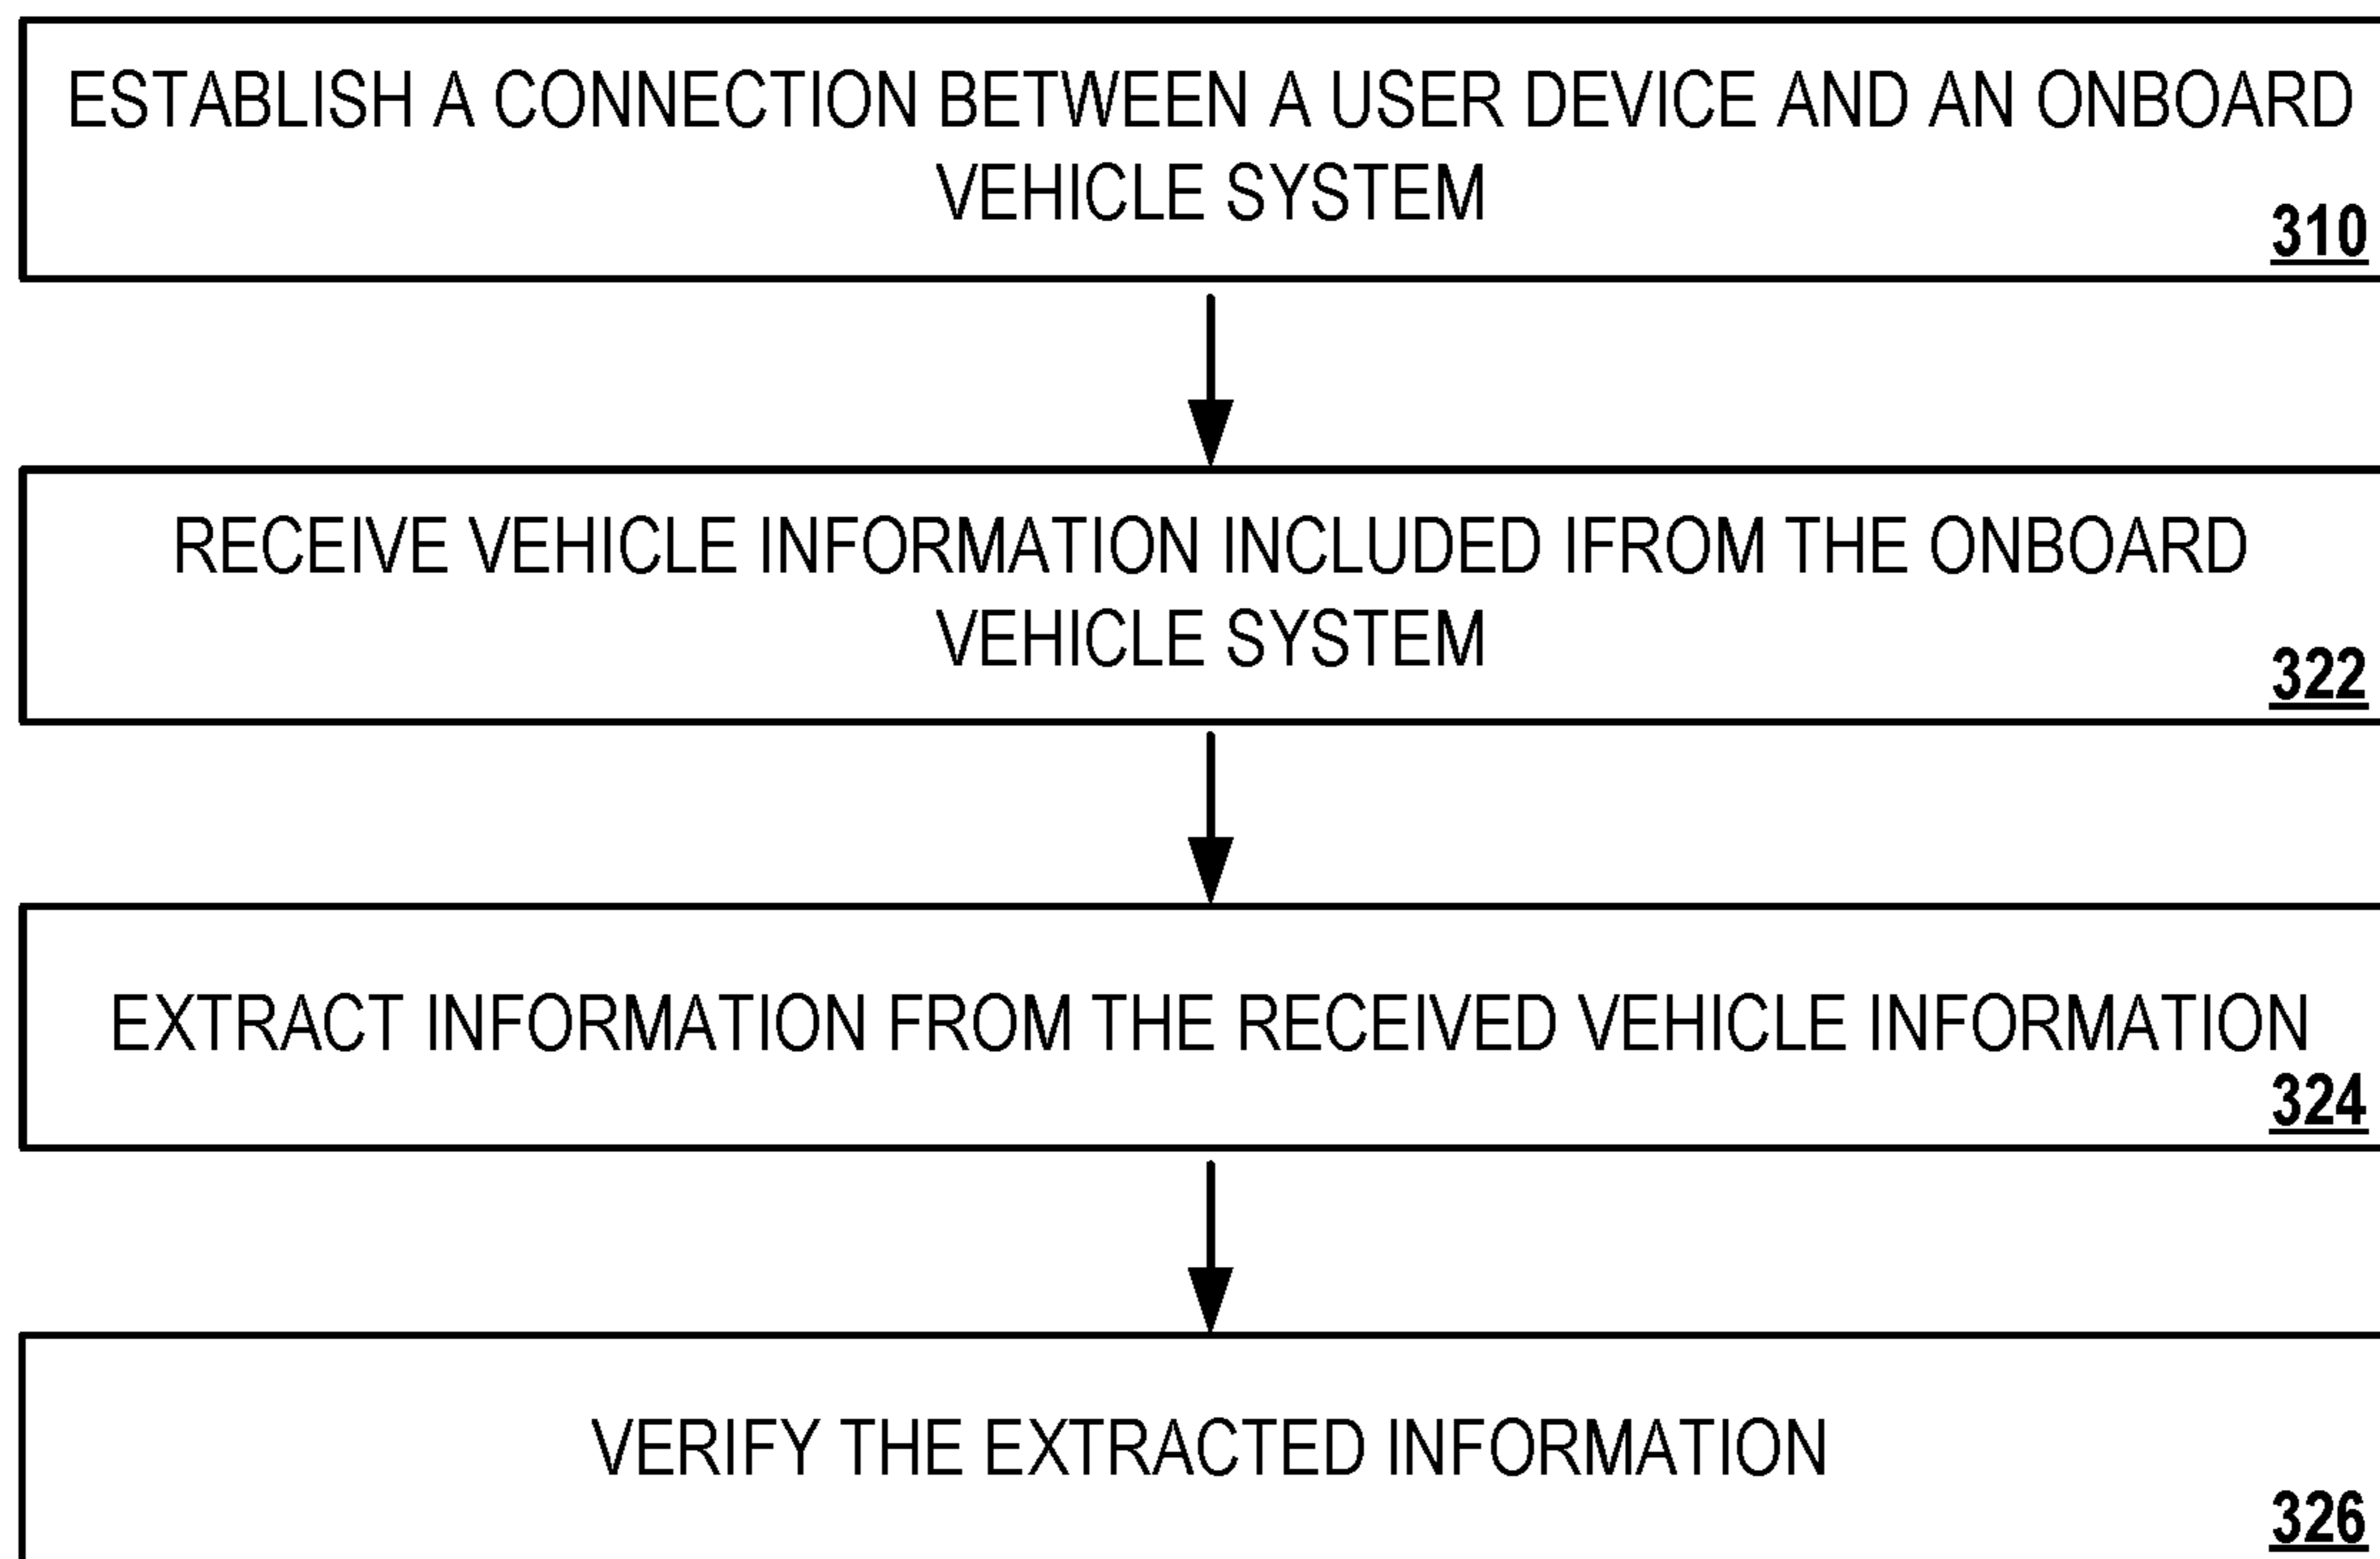 ESTABLISH A CONNECTION BETWEEN A USER DEVICE AND AN ONBOARD
VEHICLE SYSTEM
310
RECEIVE VEHICLE INFORMATION INCLUDED IFROM THE ONBOARD
VEHICLE SYSTEM
322
EXTRACT INFORMATION FROM THE RECEIVED VEHICLE INFORMATION
324
VERIFY THE EXTRACTED INFORMATION
326